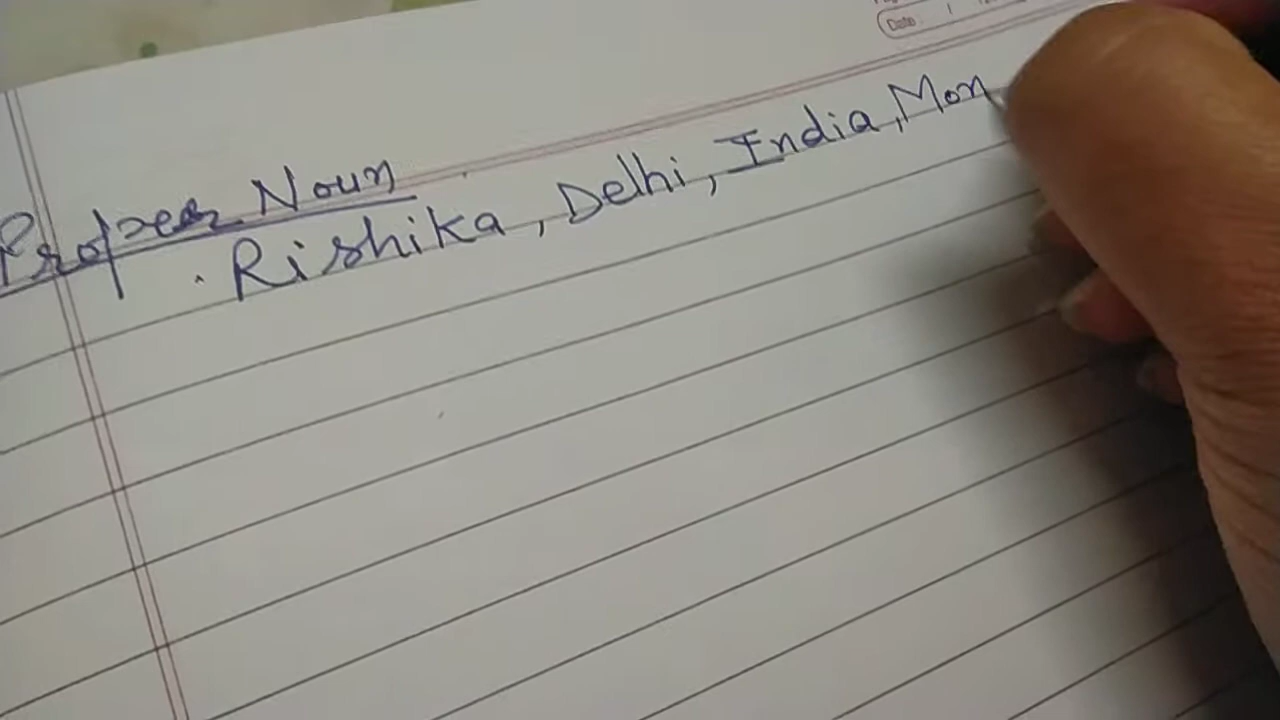 Date
Proper Noun
. Rishika, Delhi, India, Mon